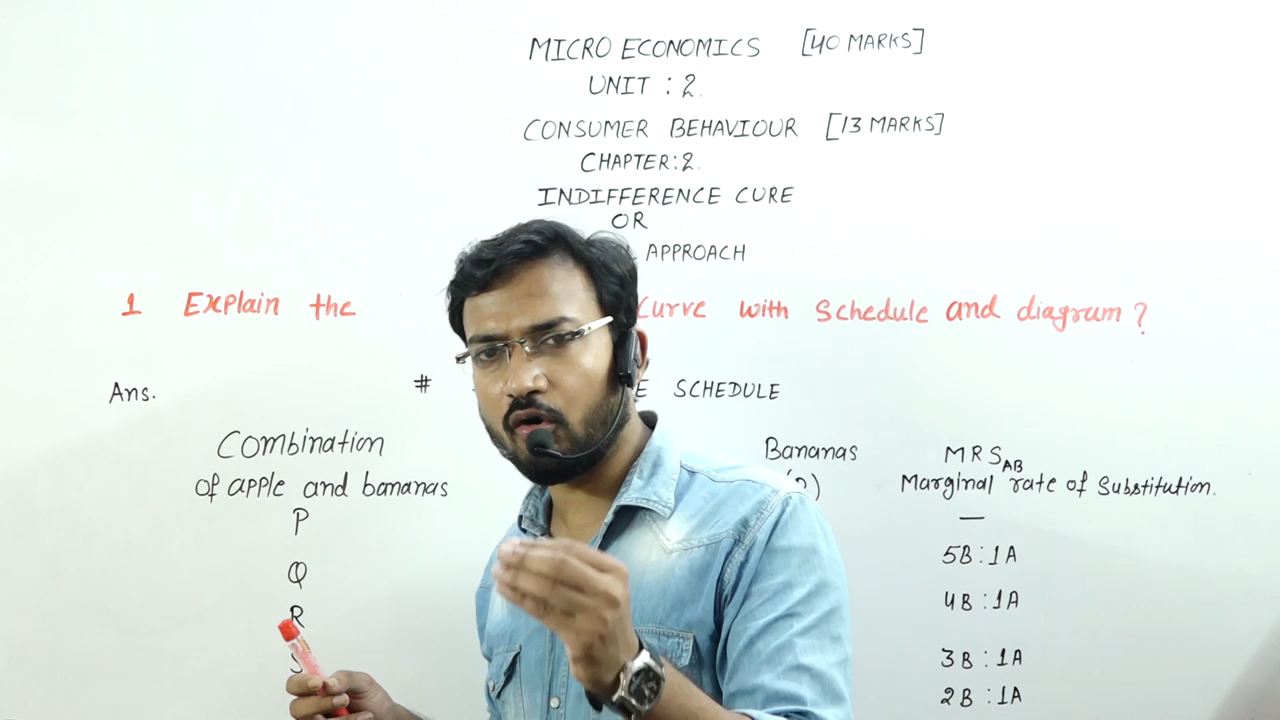 MICRO ECONOMICS [40 MARKS]
UNIT : 2.
CONSUMER BEHAVIOUR [13 MARKS]
CHAPTER:2.
INDIFFERENCE CURE
OR
APPROACH
1 Explain the Curve with Schedule and diagram?
Ans. # E SCHEDULE
Combination of apple and bananas
Bananas
MRSAB
Marginal rate of Substitution.
P —
Q 5B:1A
R 4B:1A
3B:1A
2B:1A